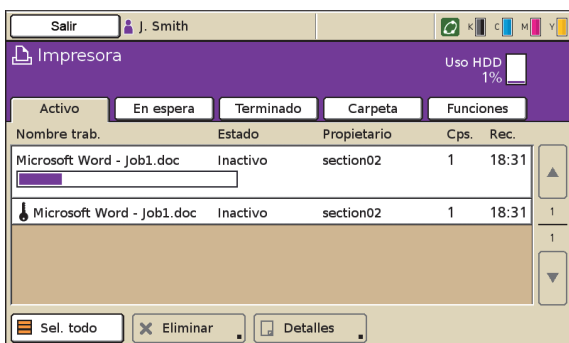 Salir J. Smith K C M Y
Impresora
Uso HDD
1%
Activo En espera Terminado Carpeta Funciones
Nombre trab. Estado Propietario Cps. Rec.
Microsoft Word - Job1.doc Inactivo section02 1 18:31
Microsoft Word - Job1.doc Inactivo section02 1 18:31
1
1
Sel. todo Eliminar Detalles